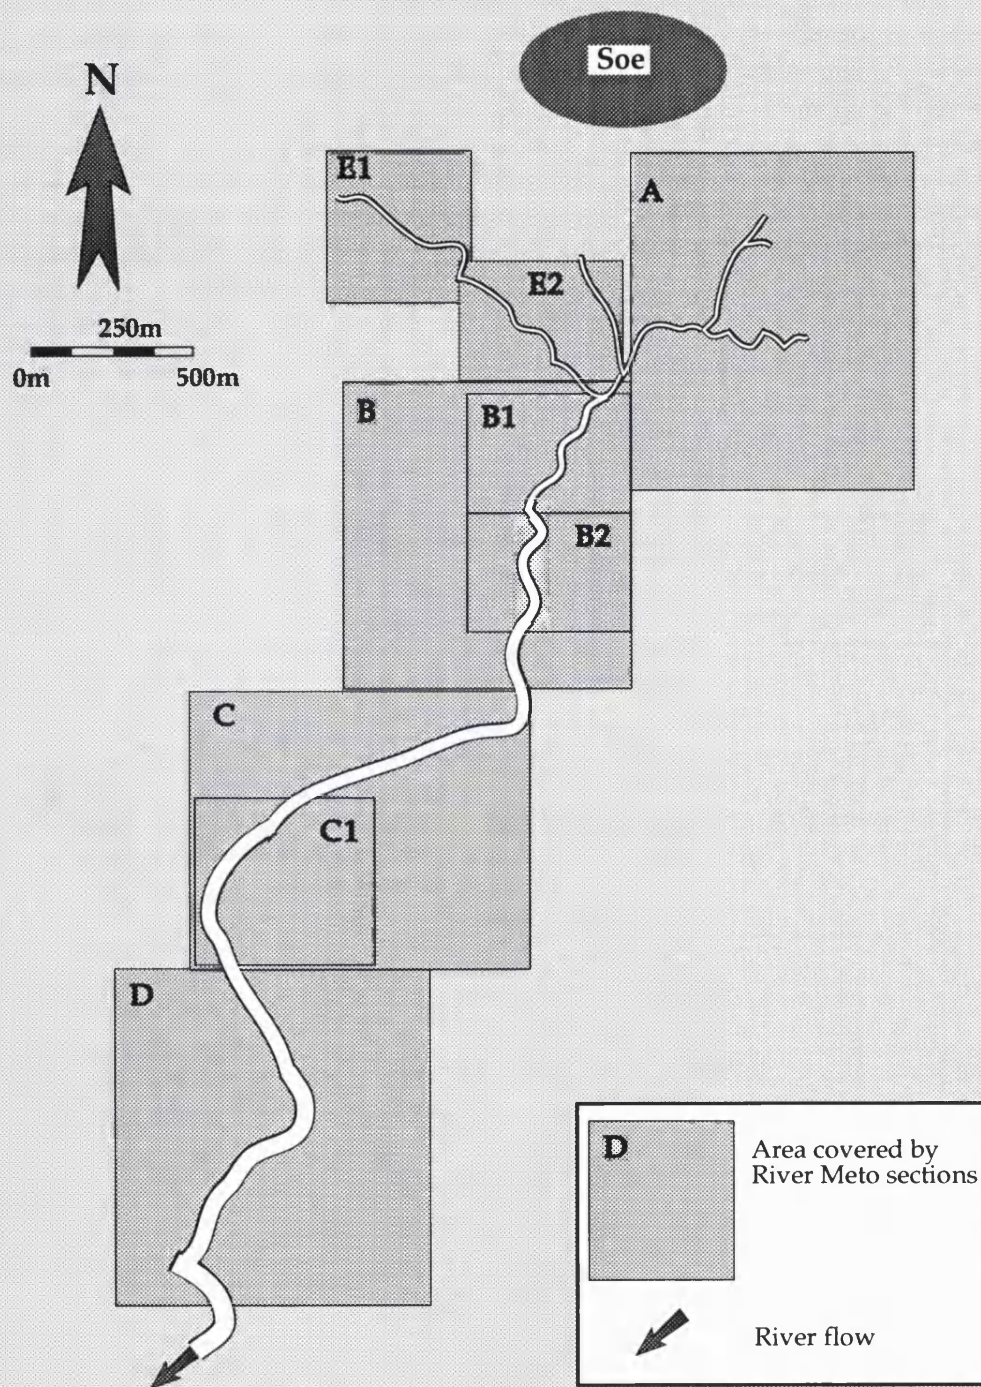 Soe
N
E1
A
E2
250m
0m 500m
B
B1
B2
C
C1
D
D
Area covered by
River Meto sections
River flow